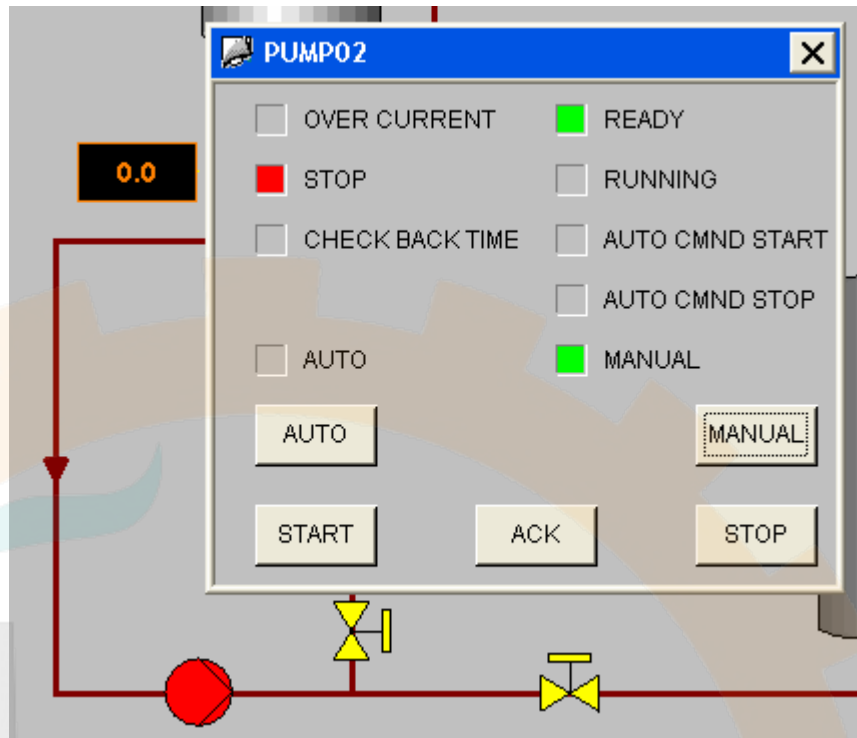 PUMP02
OVER CURRENT
READY
0.0
STOP
RUNNING
CHECK BACK TIME
AUTO CMND START
AUTO CMND STOP
AUTO
MANUAL
AUTO
MANUAL
START
ACK
STOP